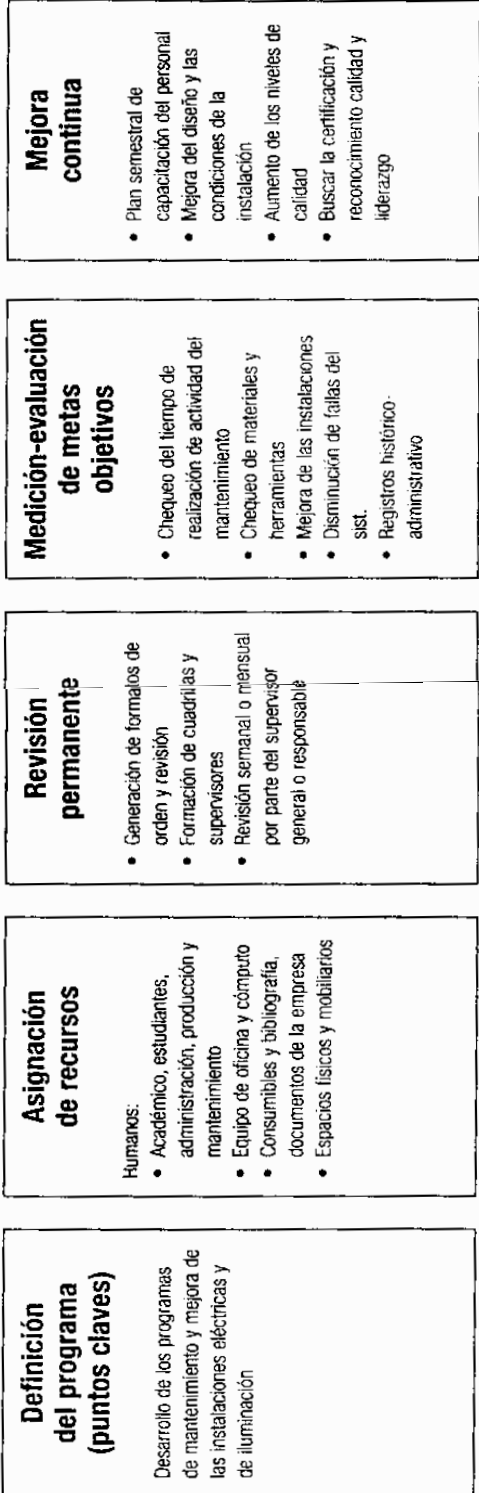 Definición
del programa
(puntos claves)
Desarrollo de los programas
de mantenimiento y mejora de
las instalaciones eléctricas y
de iluminación
Asignación
de recursos
Humanos:
• Académico, estudiantes,
administración, producción y
mantenimiento
• Equipo de oficina y cómputo
• Consumibles y bibliografía,
documentos de la empresa
• Espacios físicos y mobiliarios
Revisión
permanente
• Generación de formatos de
orden y revisión
• Formación de cuadrillas y
supervisores
• Revisión semanal o mensual
por parte del supervisor
general o responsable
Medición-evaluación
de metas
objetivos
• Chequeo del tiempo de
realización de actividad del
mantenimiento
• Chequeo de materiales y
herramientas
• Mejora de las instalaciones
• Disminución de fallas del
sist.
• Registros histórico-
administrativo
Mejora
continua
• Plan semestral de
capacitación del personal
• Mejora del diseño y las
condiciones de la
instalación
• Aumento de los niveles de
calidad
• Buscar la certificación y
reconocimiento calidad y
liderazgo